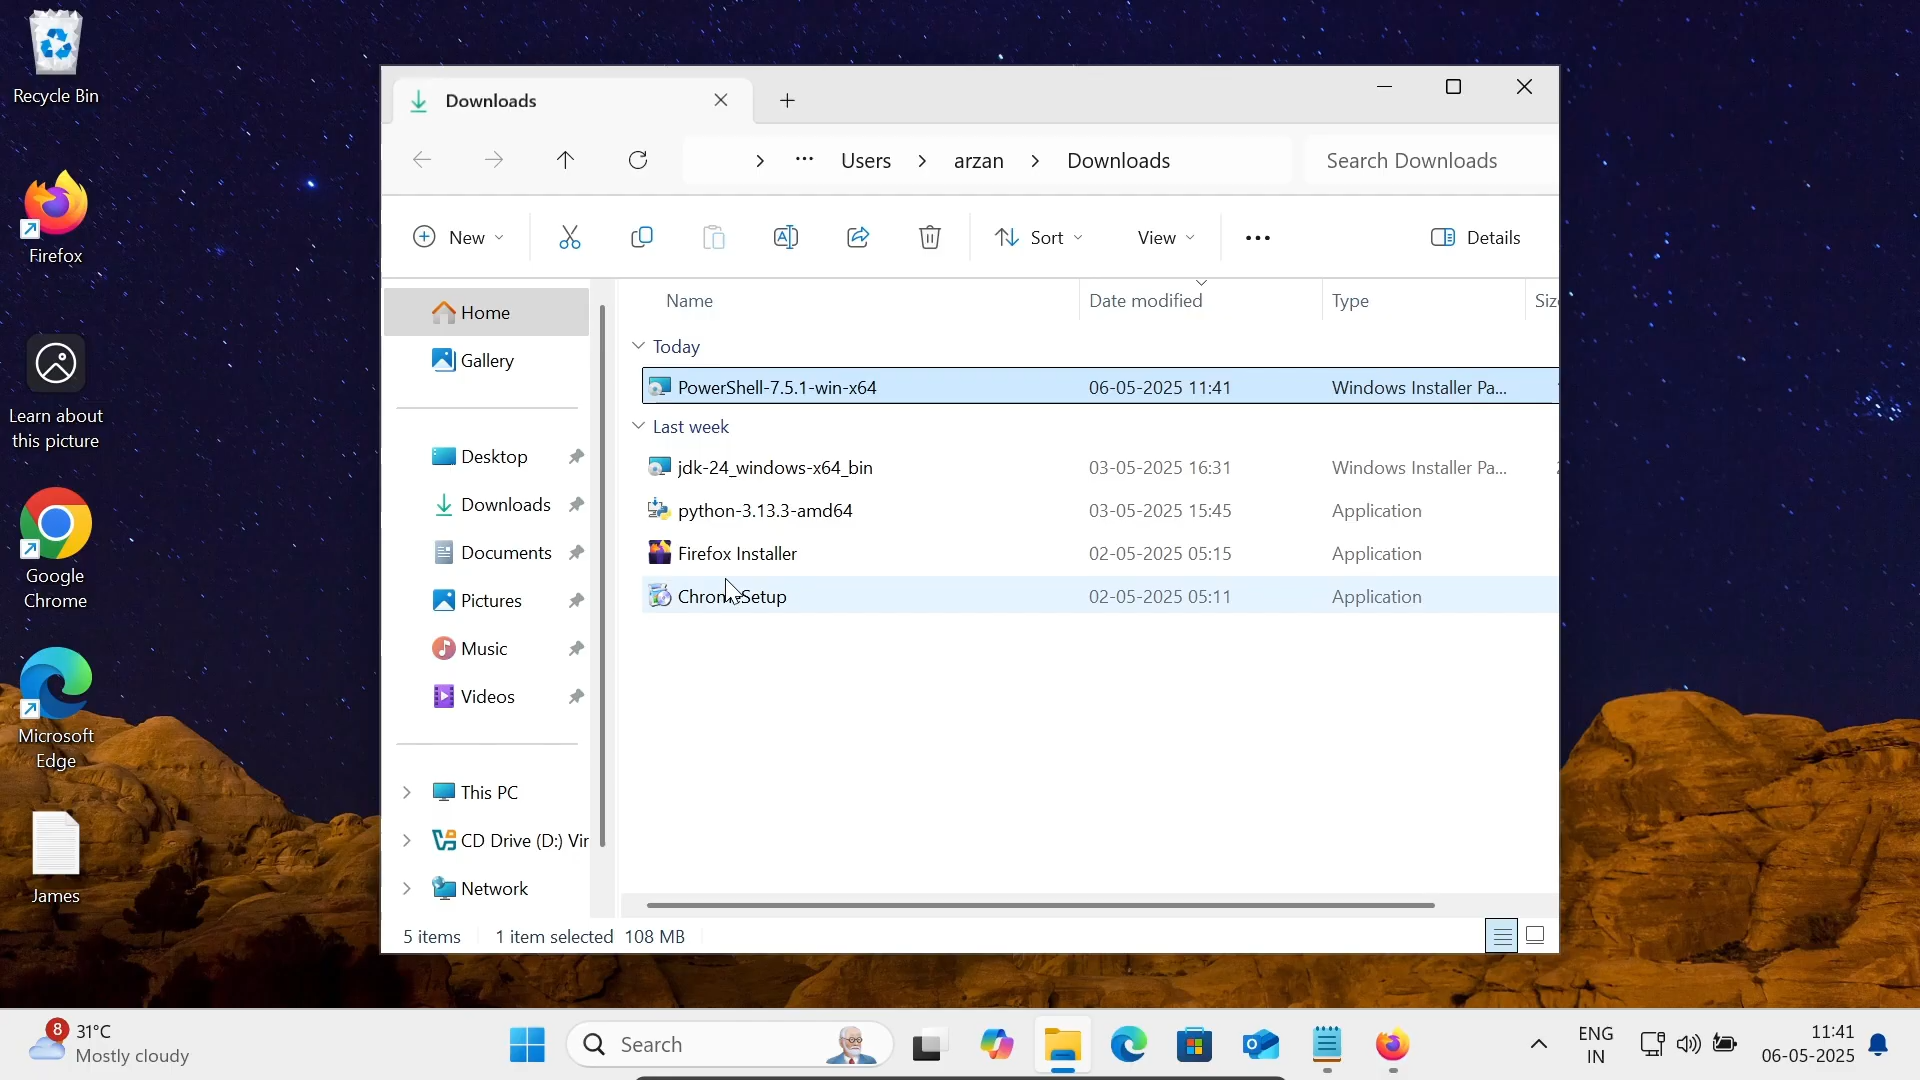 Recycle Bin
Firefox
Learn about
this picture
Google
Chrome
Microsoft
Edge
James
Downloads
Users
arzan
Downloads
Search Downloads
New
Sort
View
Details
Home
Gallery
Desktop
Downloads
Documents
Pictures
Music
Videos
This PC
CD Drive (D:) Vir
Network
Name Date modified Type Siz
Today
PowerShell-7.5.1-win-x64 06-05-2025 11:41 Windows Installer Pa...
Last week
jdk-24_windows-x64_bin 03-05-2025 16:31 Windows Installer Pa...
python-3.13.3-amd64 03-05-2025 15:45 Application
Firefox Installer 02-05-2025 05:15 Application
ChromeSetup 02-05-2025 05:11 Application
5 items 1 item selected 108 MB
8
31°C
Mostly cloudy
Search
ENG
IN
11:41
06-05-2025